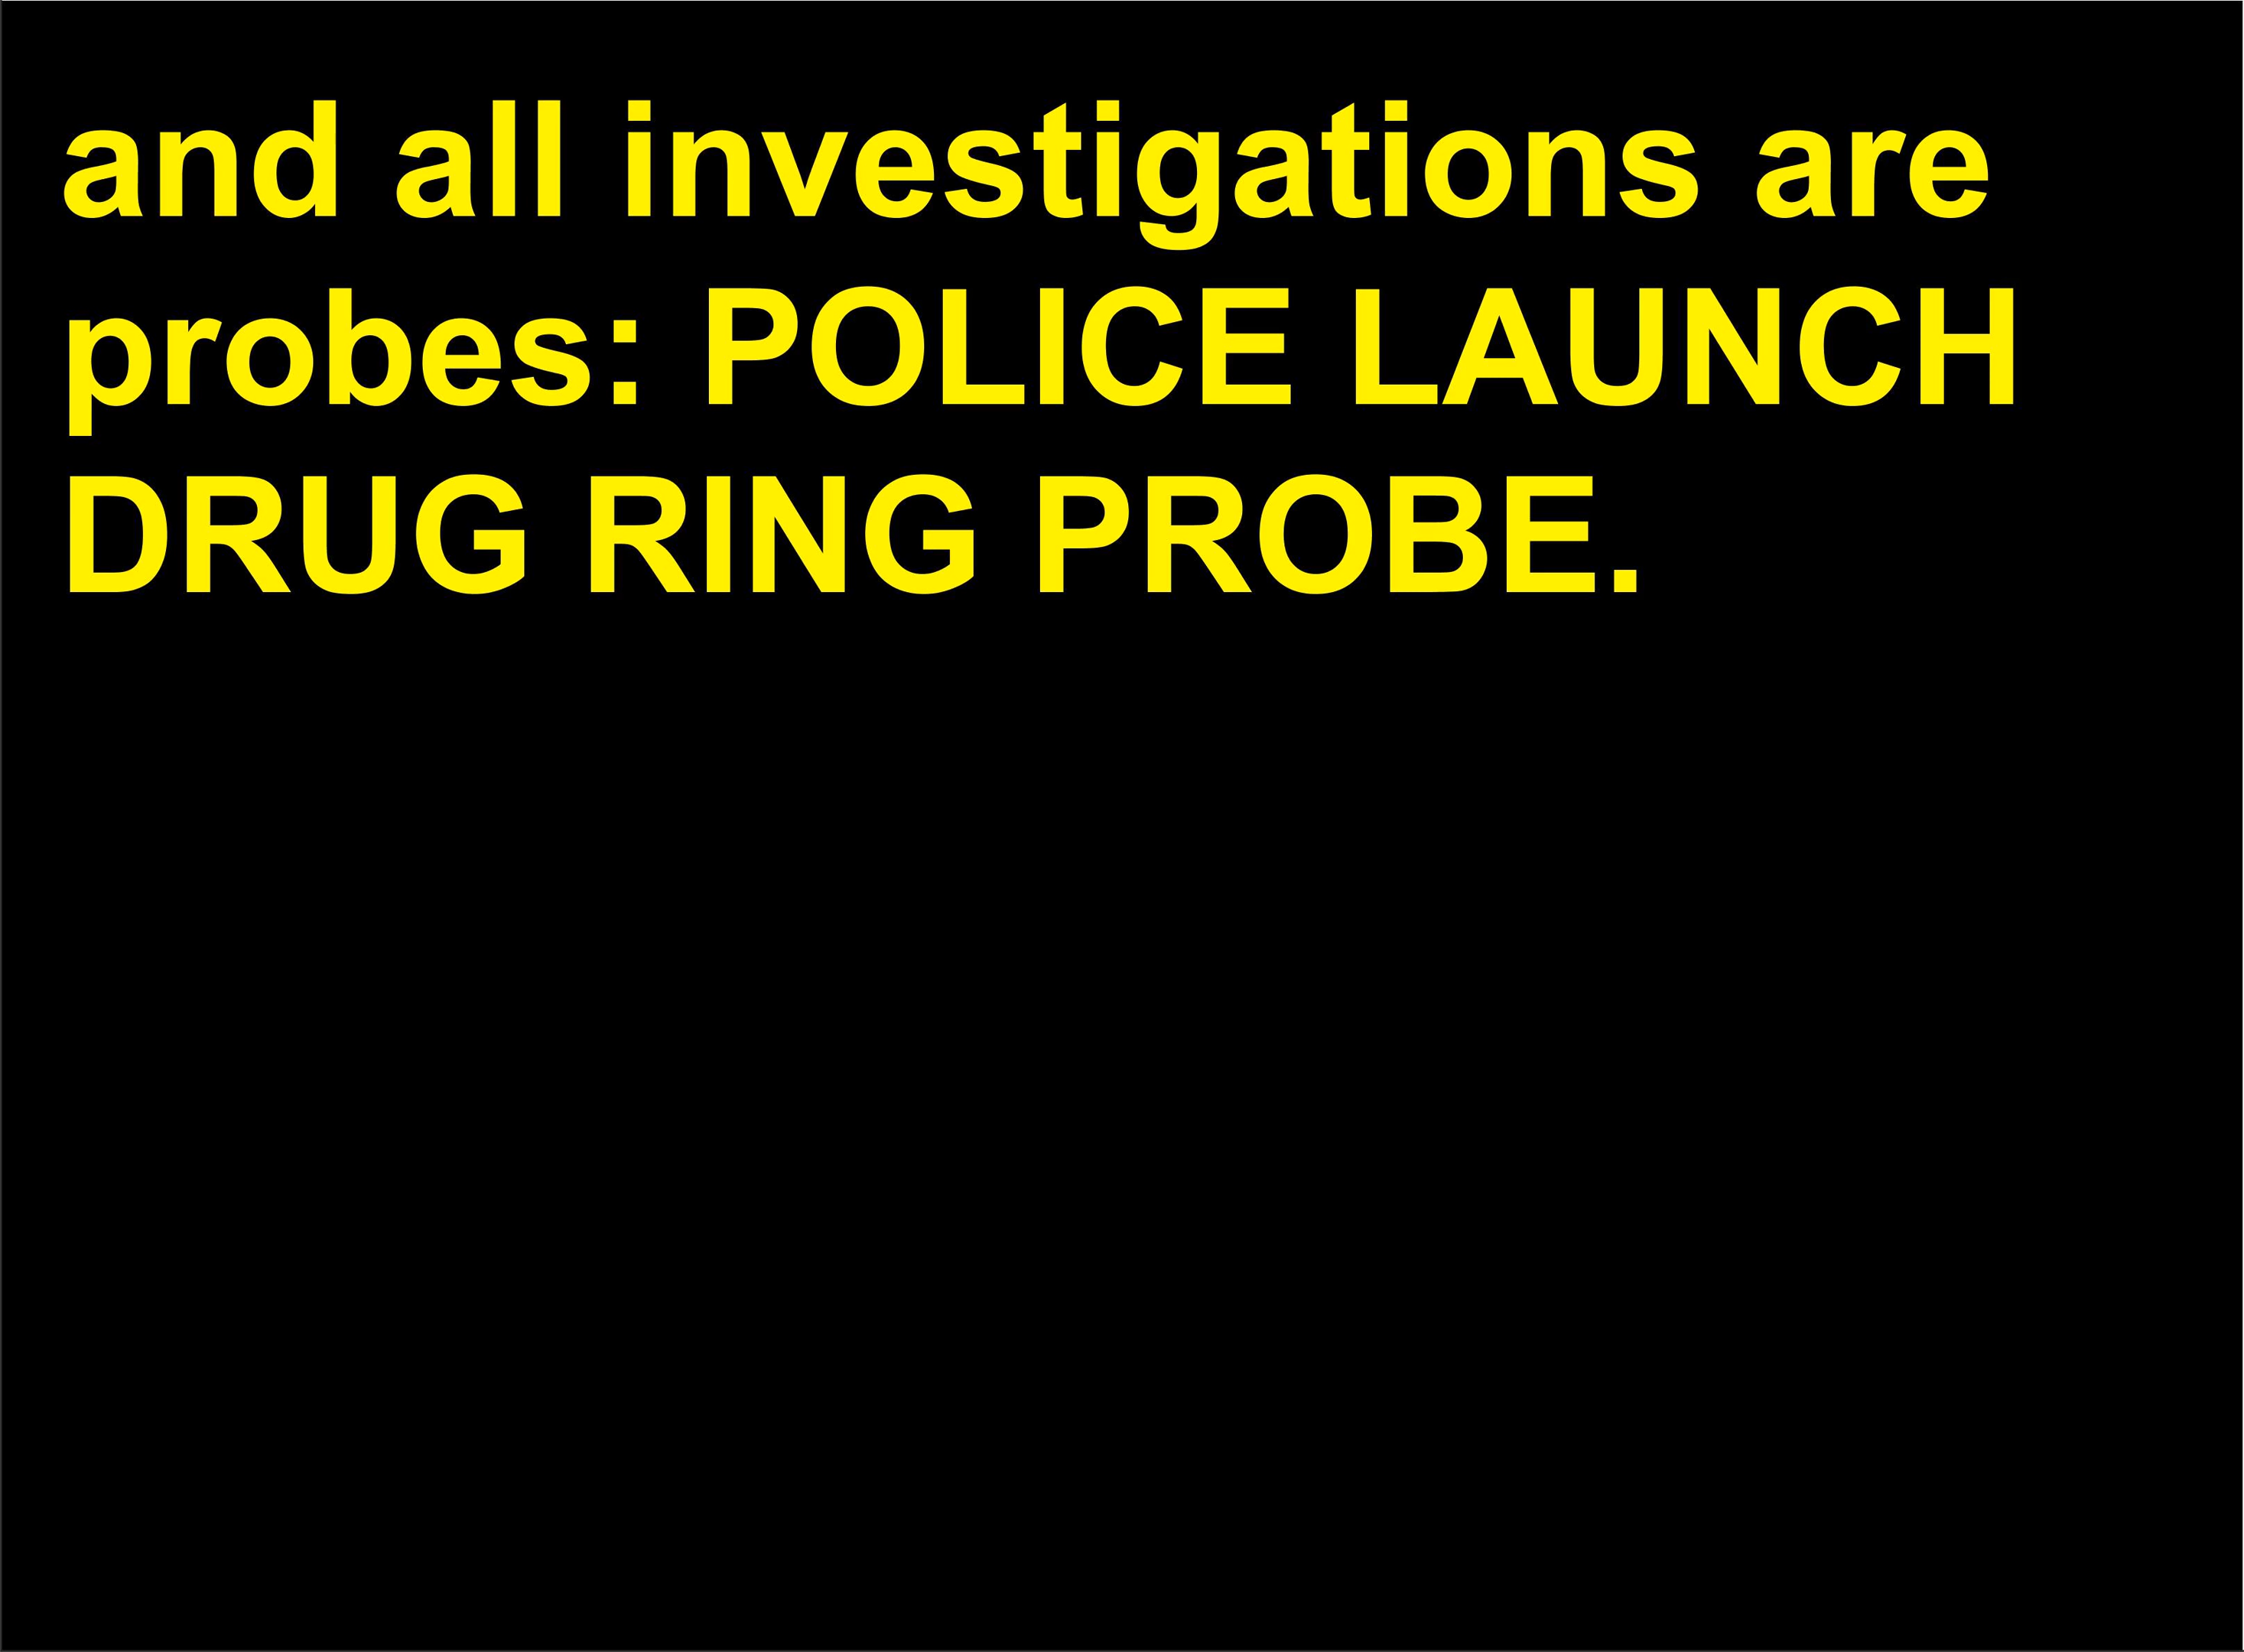 and all investigations are
probes: POLICE LAUNCH
DRUG RING PROBE.